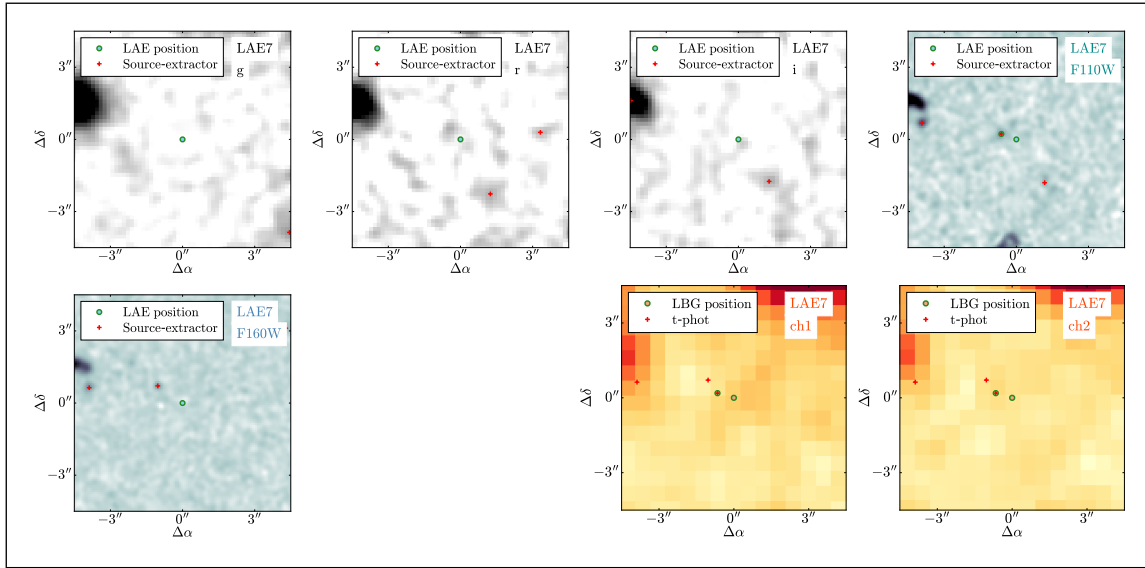 LAE position
Source-extractor
LAE7
g
3″
0″
−3″
Δδ
−3″
0″
3″
Δα
LAE position
Source-extractor
LAE7
r
3″
0″
−3″
Δδ
−3″
0″
3″
Δα
LAE position
Source-extractor
LAE7
i
3″
0″
−3″
Δδ
−3″
0″
3″
Δα
LAE position
Source-extractor
LAE7
F110W
3″
0″
−3″
Δδ
−3″
0″
3″
Δα
LAE position
Source-extractor
LAE7
F160W
3″
0″
−3″
Δδ
−3″
0″
3″
Δα
LBG position
t-phot
LAE7
ch1
3″
0″
−3″
Δδ
−3″
0″
3″
Δα
LBG position
t-phot
LAE7
ch2
3″
0″
−3″
Δδ
−3″
0″
3″
Δα